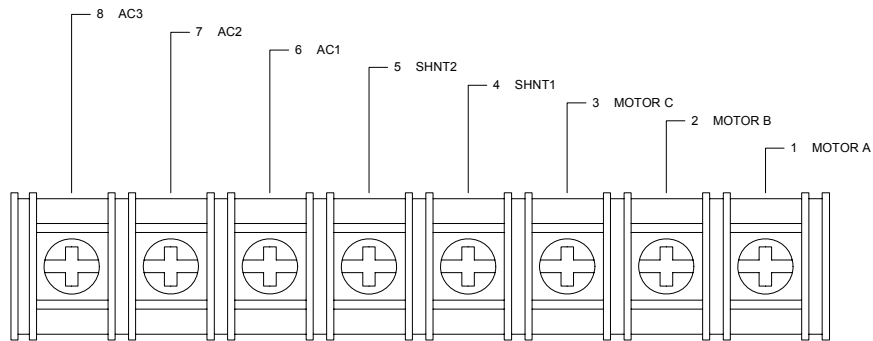 8 AC3
7 AC2
6 AC1
5 SHNT2
4 SHNT1
3 MOTOR C
2 MOTOR B
1 MOTOR A